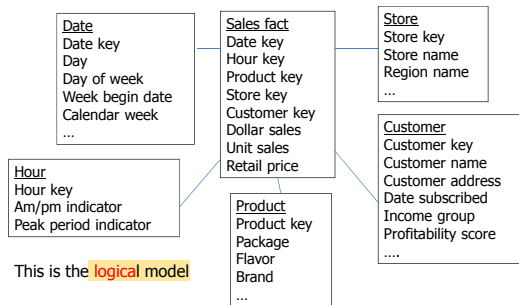 Date
Date key
Day
Day of week
Week begin date
Calendar week
…
Sales fact
Date key
Hour key
Product key
Store key
Customer key
Dollar sales
Unit sales
Retail price
Store
Store key
Store name
Region name
…
Customer
Customer key
Customer name
Customer address
Date subscribed
Income group
Profitability score
….
Hour
Hour key
Am/pm indicator
Peak period indicator
Product
Product key
Package
Flavor
Brand
…
This is the logical model